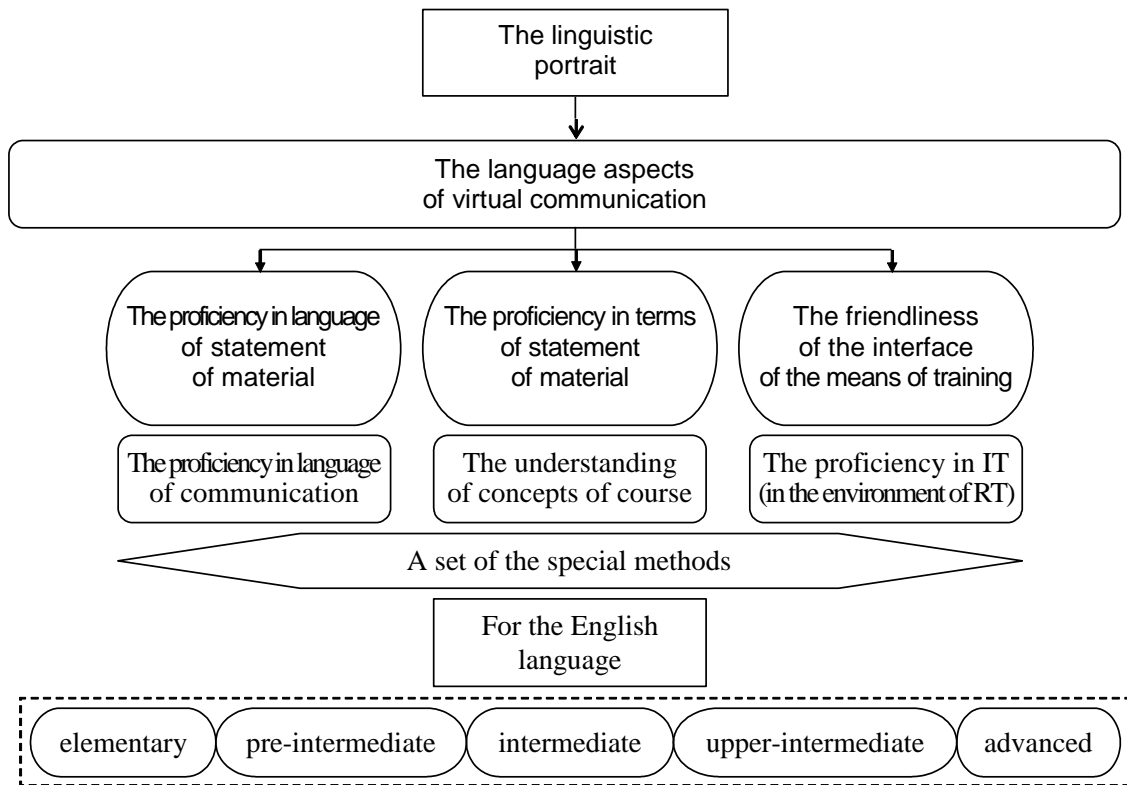 The linguistic
portrait
The language aspects
of virtual communication
The proficiency in language
of statement
of material
The proficiency in terms
of statement
of material
The friendliness
of the interface
of the means of training
The proficiency in language
of communication
The understanding
of concepts of course
The proficiency in IT
(in the environment of RT)
A set of the special methods
For the English
language
elementary
pre-intermediate
intermediate
upper-intermediate
advanced